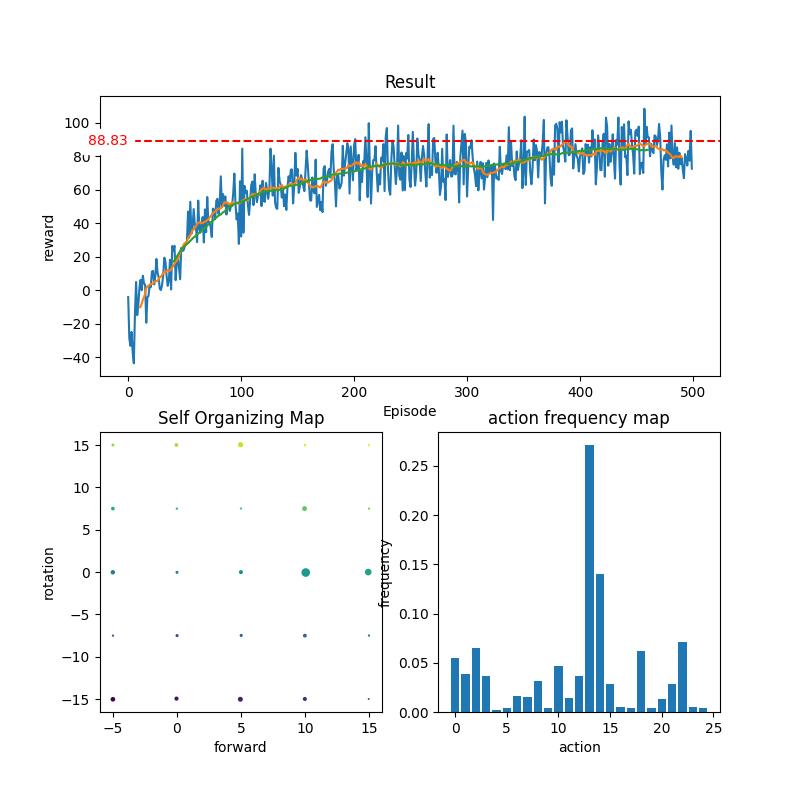 Result
reward
100
88.83
80
60
40
20
0
−20
−40
0 100 200 300 400 500
Episode
Self Organizing Map
rotation
15
10
5
0
−5
−10
−15
−5 0 5 10 15
forward
action frequency map
frequency
0.25
0.20
0.15
0.10
0.05
0.00
0 5 10 15 20 25
action